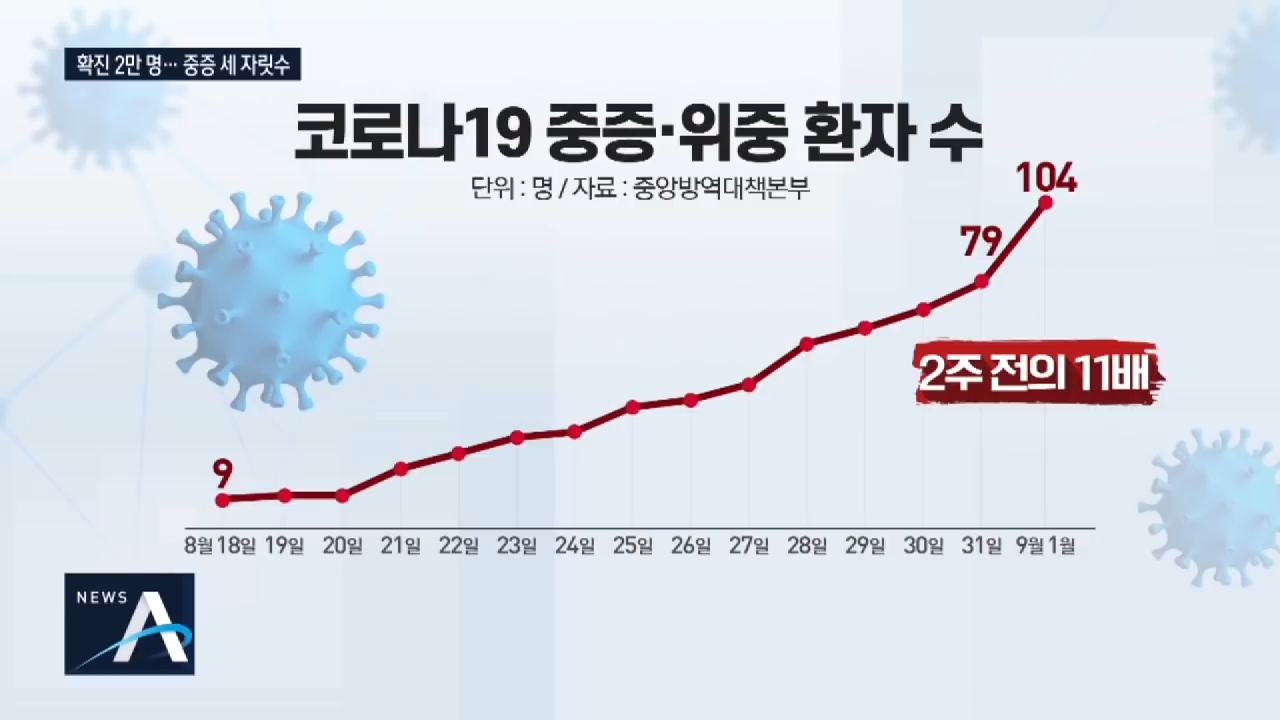 확진 2만 명… 중증 세 자릿수
코로나19 중증·위중 환자 수
단위 : 명 / 자료 : 중앙방역대책본부
104
79
2주 전의 11배
9
8월 18일 19일 20일 21일 22일 23일 24일 25일 26일 27일 28일 29일 30일 31일 9월 1월
NEWS A